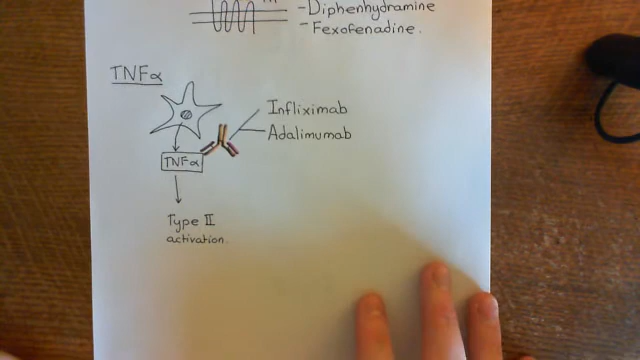 -Diphenhydramine
-Fexofenadine.
TNFα
Infliximab
Adalimumab
TNFα
Type II
activation.